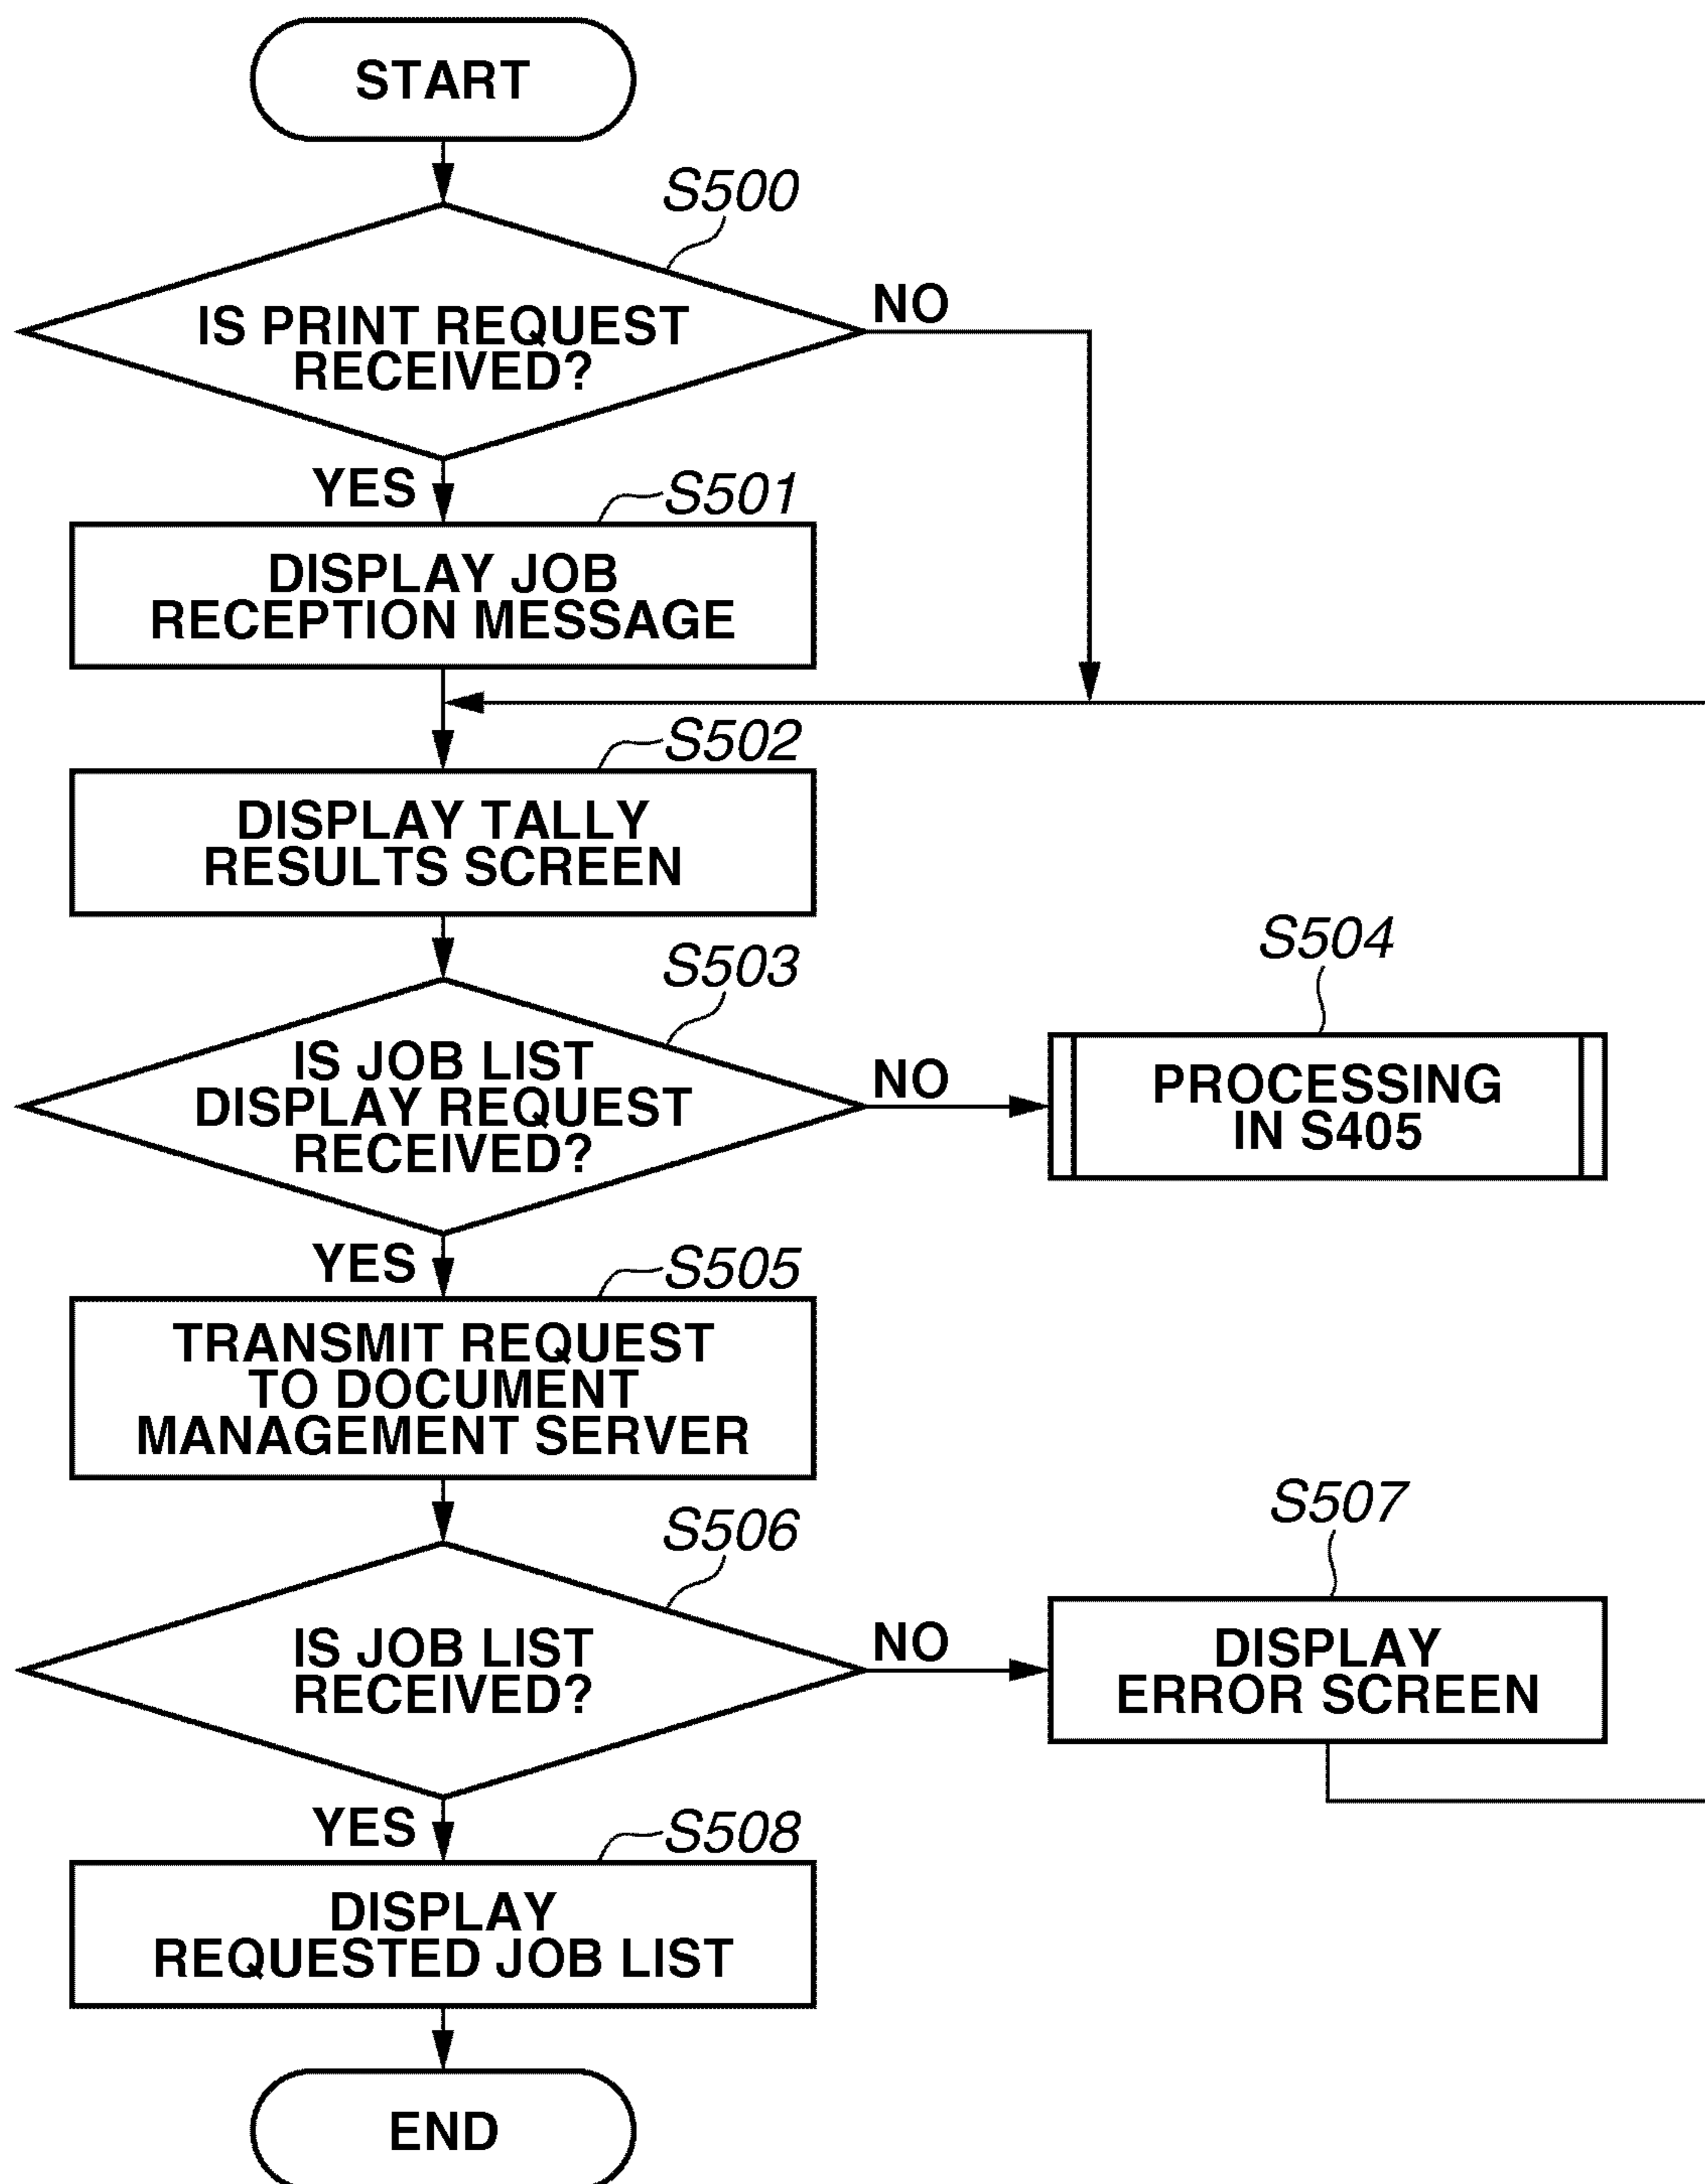 START
S500
IS PRINT REQUEST
RECEIVED?
NO
YES
S501
DISPLAY JOB
RECEPTION MESSAGE
S502
DISPLAY TALLY
RESULTS SCREEN
S503
IS JOB LIST
DISPLAY REQUEST
RECEIVED?
NO
S504
PROCESSING
IN S405
YES
S505
TRANSMIT REQUEST
TO DOCUMENT
MANAGEMENT SERVER
S506
IS JOB LIST
RECEIVED?
NO
S507
DISPLAY
ERROR SCREEN
YES
S508
DISPLAY
REQUESTED JOB LIST
END